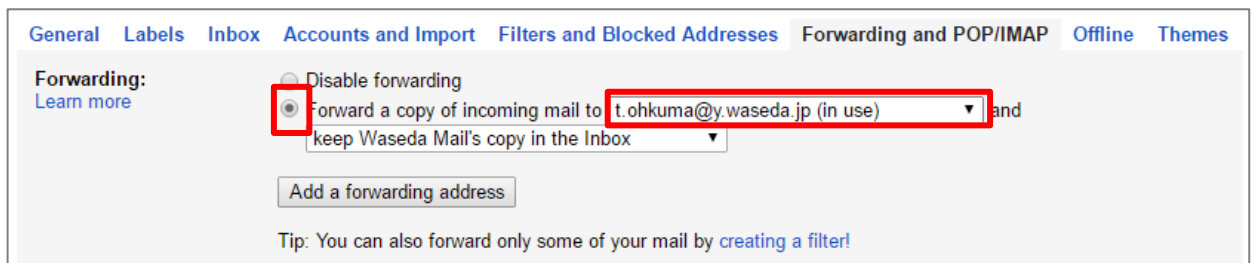 General Labels Inbox Accounts and Import Filters and Blocked Addresses Forwarding and POP/IMAP Offline Themes
Forwarding: Disable forwarding
Learn more Forward a copy of incoming mail to t.ohkuma@y.waseda.jp (in use) and
keep Waseda Mail's copy in the Inbox
Add a forwarding address
Tip: You can also forward only some of your mail by creating a filter!